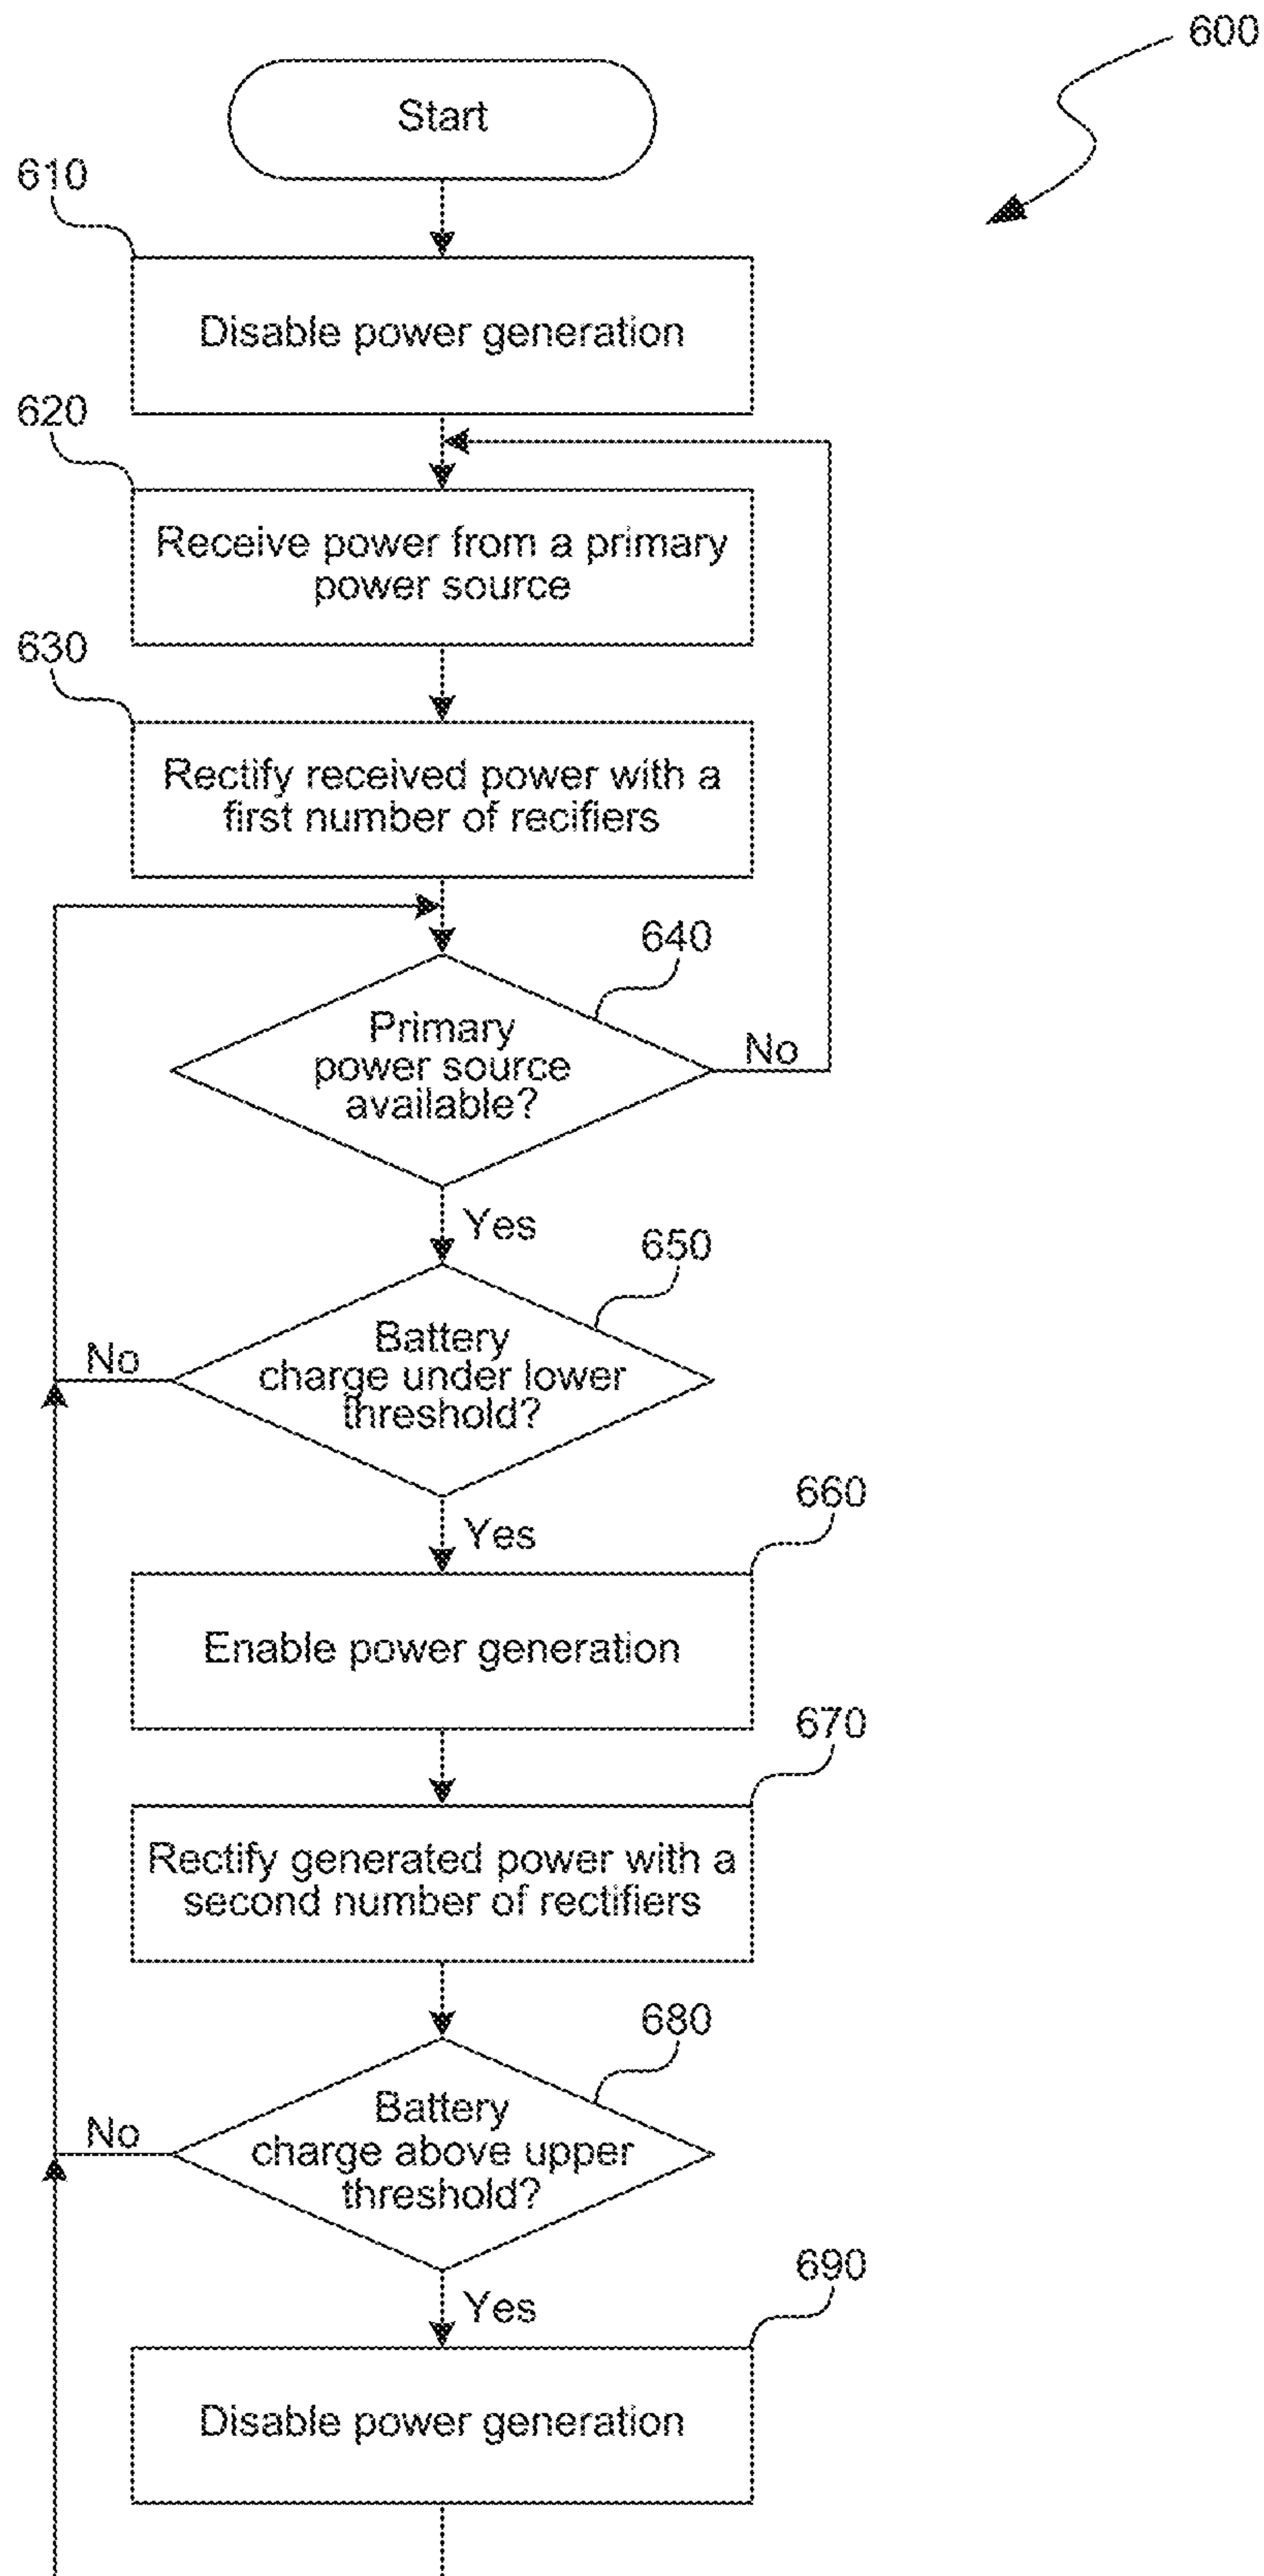 600
Start
610
Disable power generation
620
Receive power from a primary
power source
630
Rectify received power with a
first number of recifiers
640
Primary
power source
available?
No
Yes
650
Battery
charge under lower
threshold?
No
Yes
660
Enable power generation
670
Rectify generated power with a
second number of rectifiers
680
Battery
charge above upper
threshold?
No
Yes
690
Disable power generation